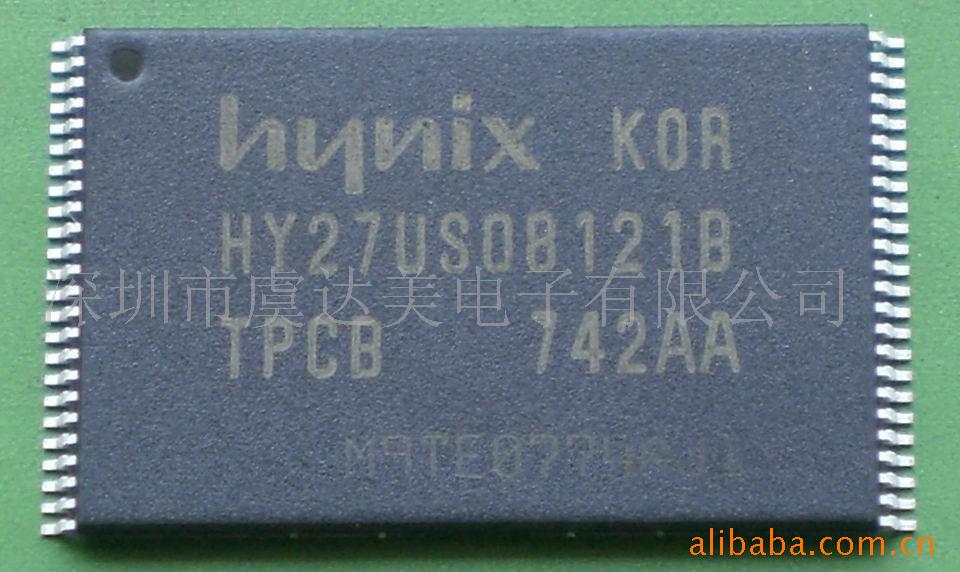 hynix KOR
HY27US08121B
深圳市虞达美电子有限公司
TPCB 742AA
alibaba.com.cn